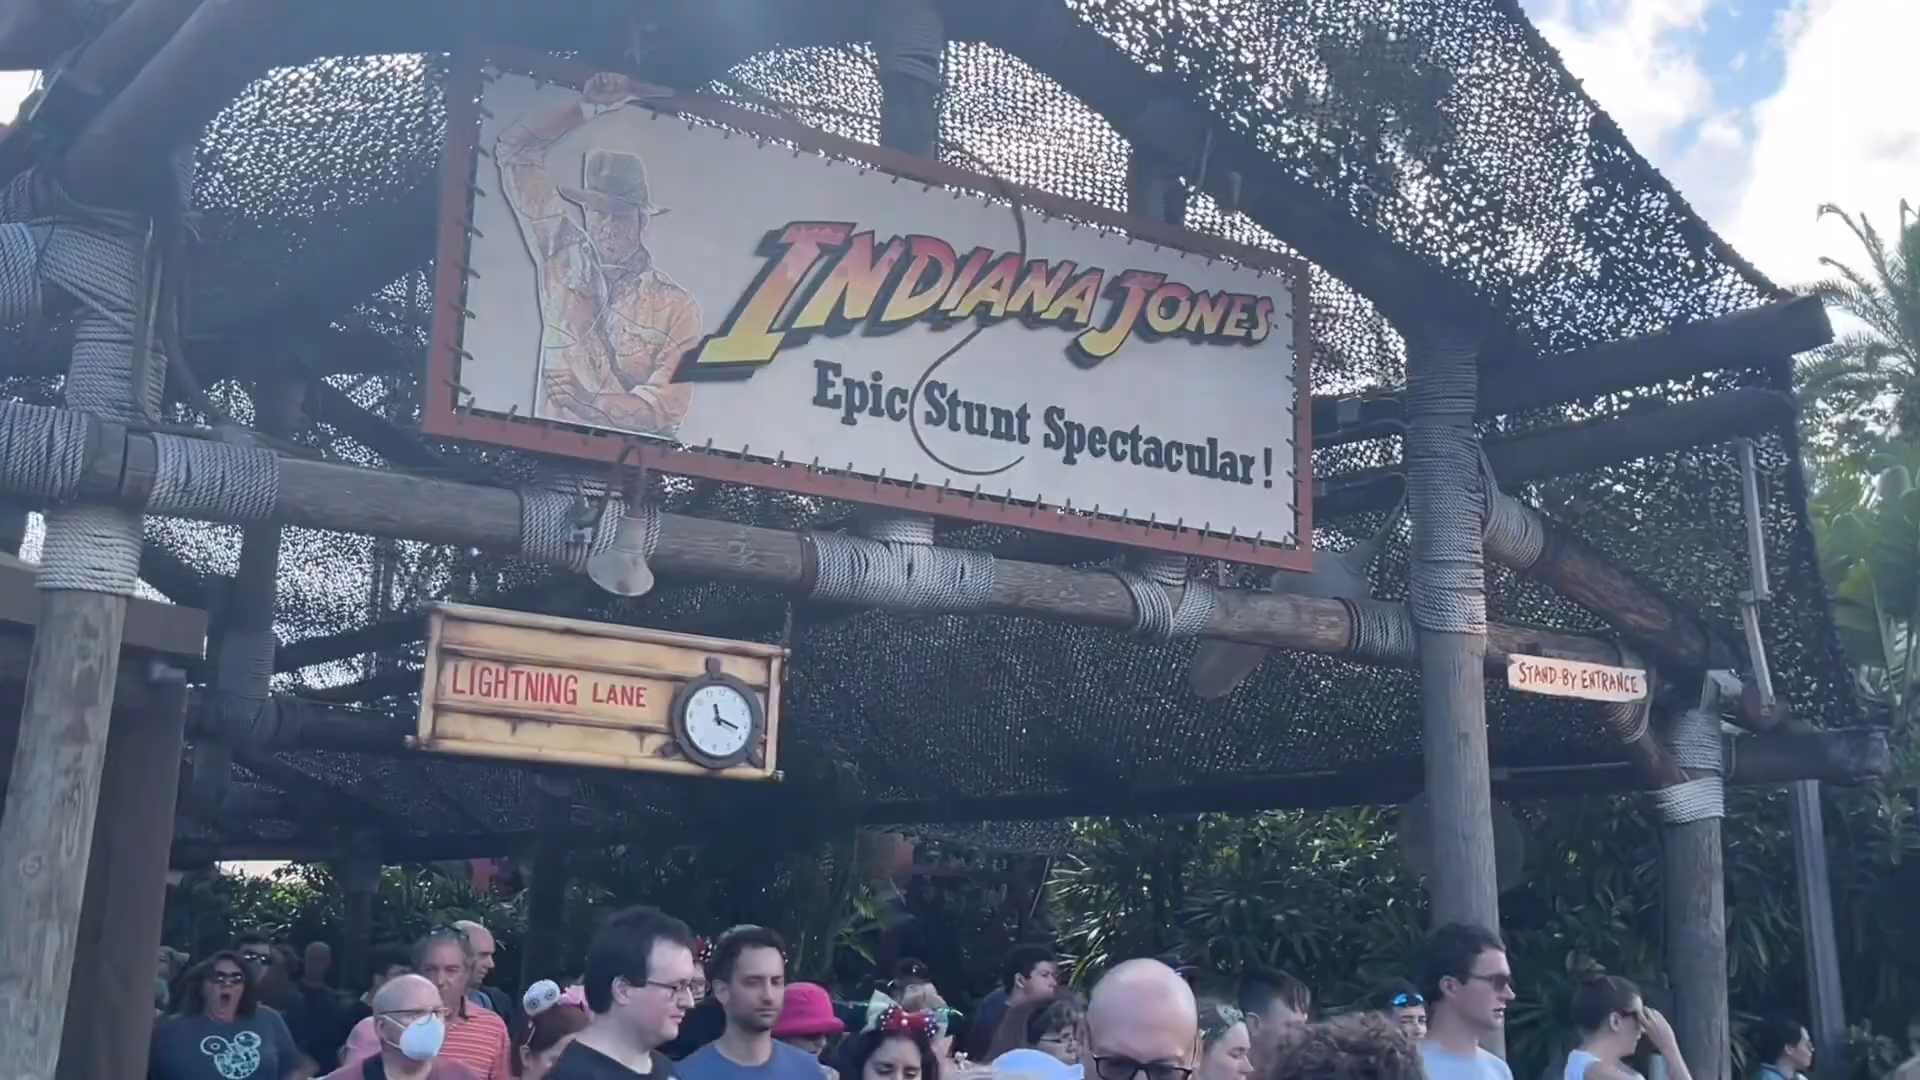 INDIANA JONES
Epic Stunt Spectacular!
LIGHTNING LANE
STAND-BY ENTRANCE